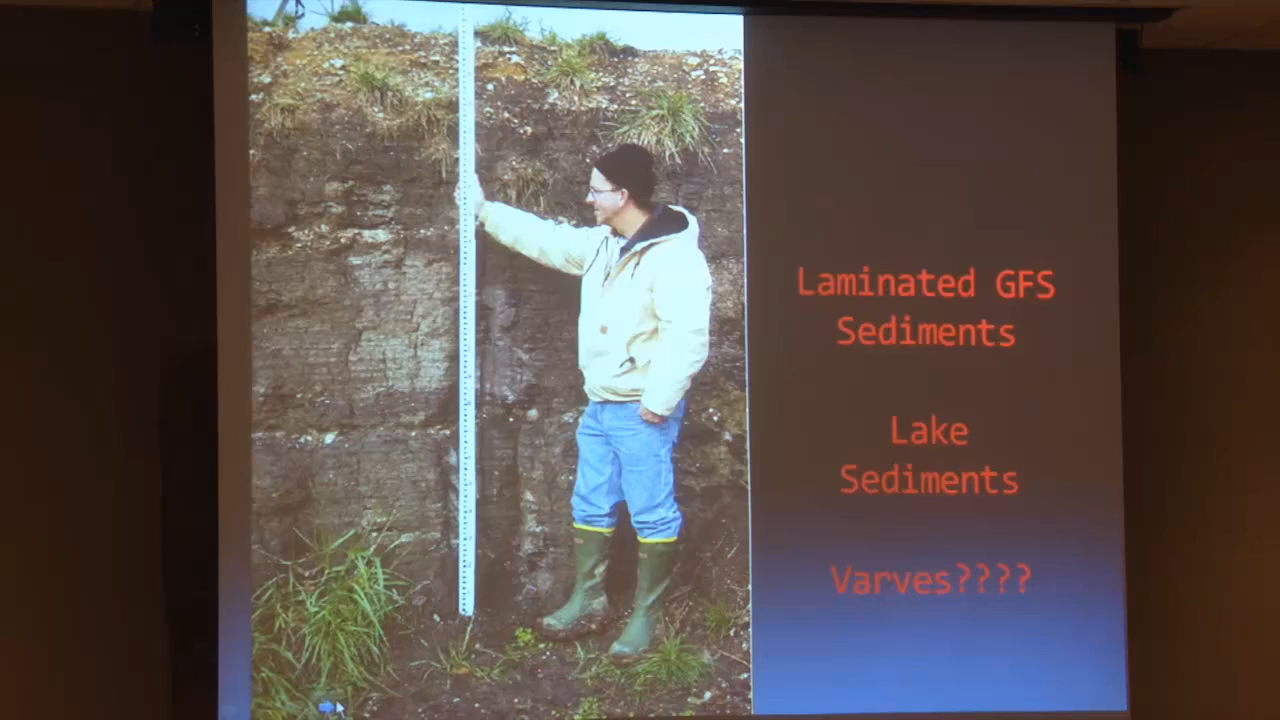 Laminated GFS
Sediments
Lake
Sediments
Varves????